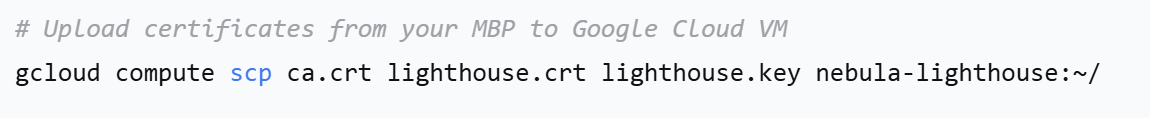 # Upload certificates from your MBP to Google Cloud VM
gcloud compute scp ca.crt lighthouse.crt lighthouse.key nebula-lighthouse:~/